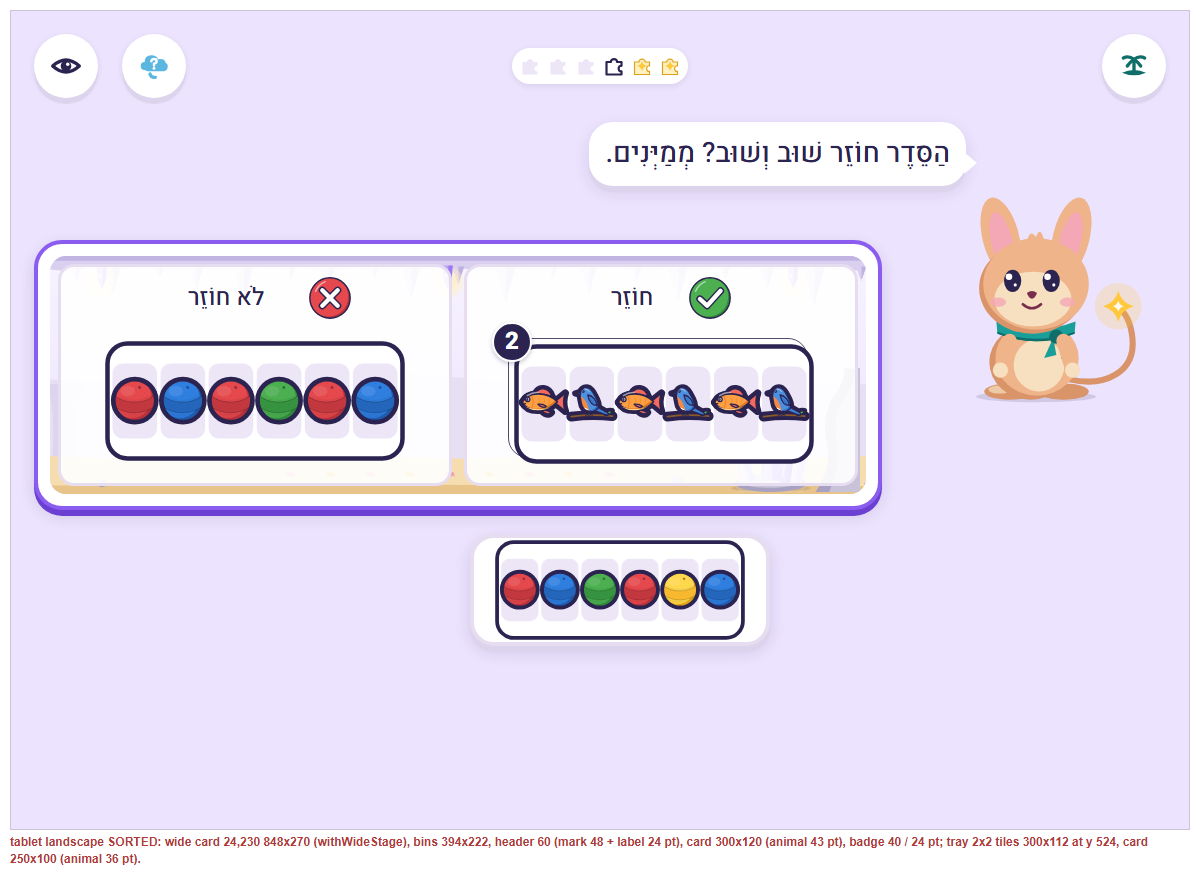 הַסֵּדֶר חוֹזֵר שׁוּב וְשׁוּב? מְמַיְּנִים.
חוֹזֵר
לֹא חוֹזֵר
2
tablet landscape SORTED: wide card 24,230 848x270 (withWideStage), bins 394x222, header 60 (mark 48 + label 24 pt), card 300x120 (animal 43 pt), badge 40 / 24 pt; tray 2x2 tiles 300x112 at y 524, card
250x100 (animal 36 pt).